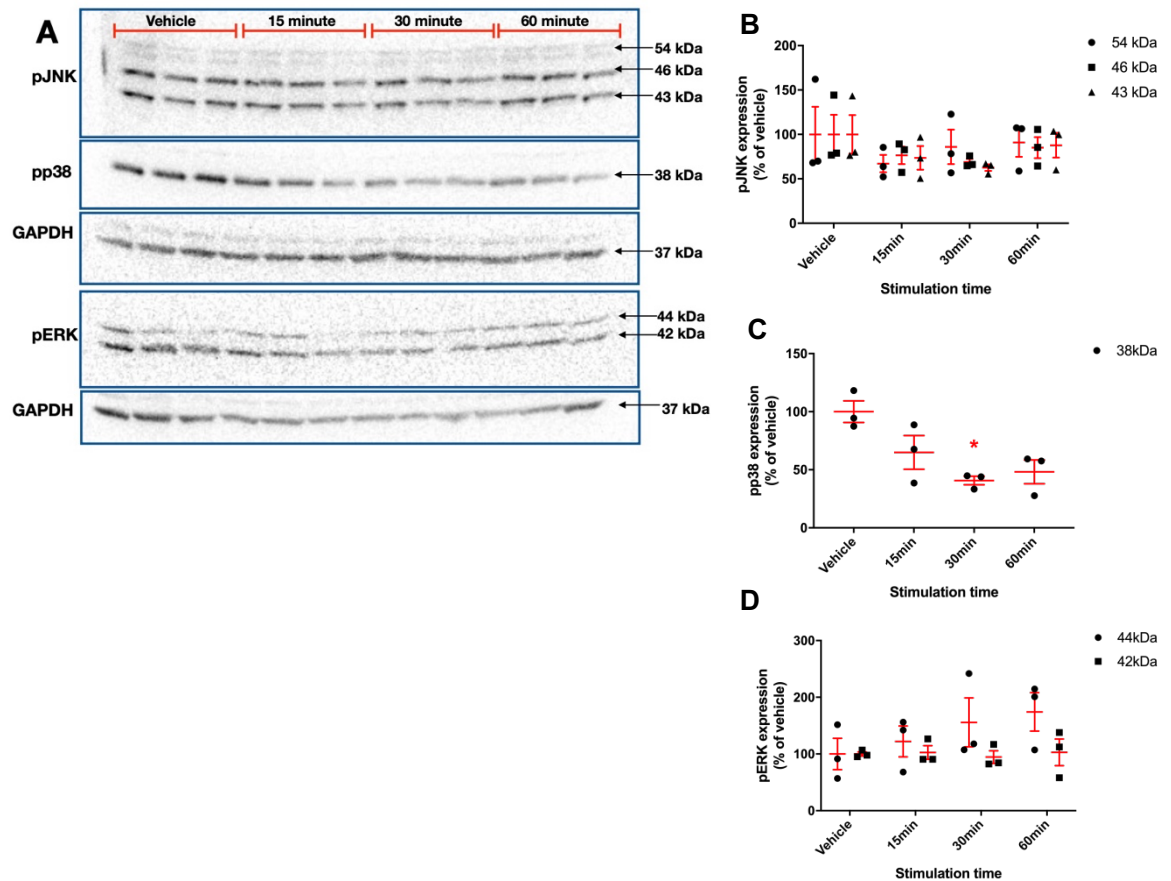 A
Vehicle 15 minute 30 minute 60 minute
pJNK
54 kDa
46 kDa
43 kDa
pp38
38 kDa
GAPDH
37 kDa
pERK
44 kDa
42 kDa
GAPDH
37 kDa
B
pJNK expression
(% of vehicle)
200
150
100
50
0
Vehicle 15min 30min 60min
Stimulation time
54 kDa
46 kDa
43 kDa
C
pp38 expression
(% of vehicle)
150
100
50
0
*
Vehicle 15min 30min 60min
Stimulation time
38kDa
D
pERK expression
(% of vehicle)
300
200
100
0
Vehicle 15min 30min 60min
Stimulation time
44kDa
42kDa